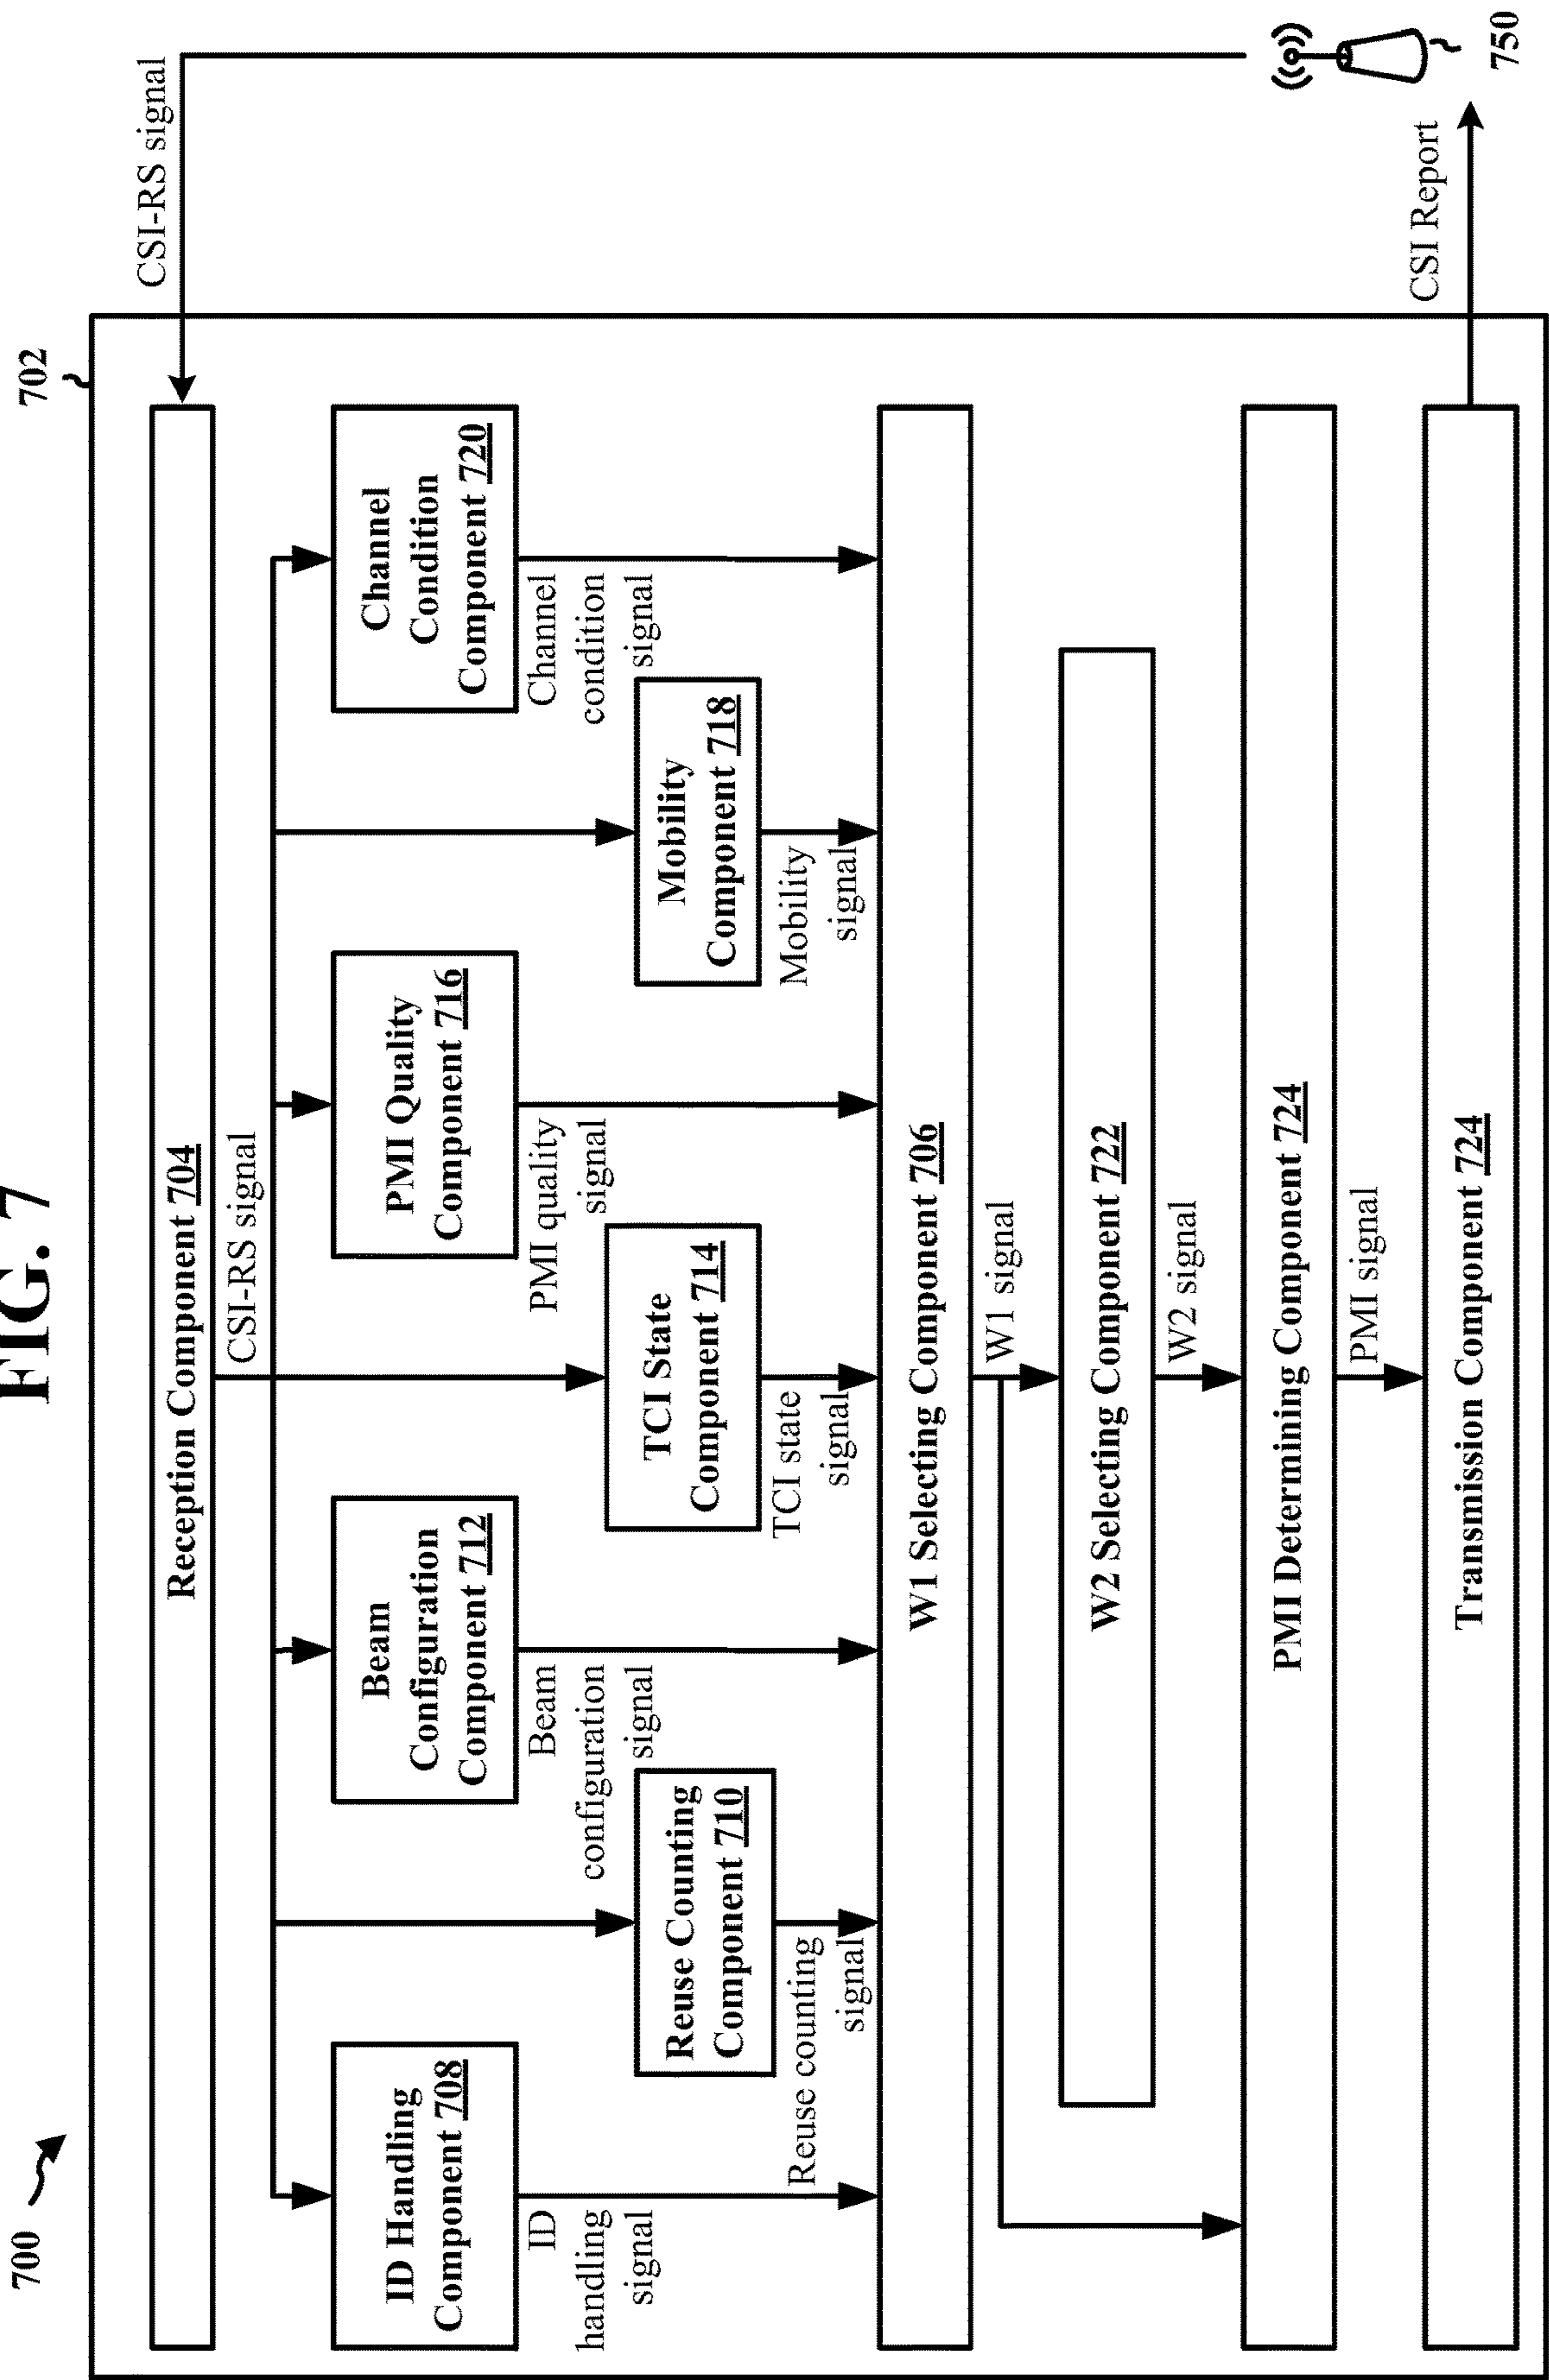 FIG. 7
700
702
CSI-RS signal
Reception Component 704
CSI-RS signal
ID Handling
Component 708
Beam
Configuration
Component 712
PMI Quality
Component 716
Channel
Condition
Component 720
ID
handling
signal
Beam
configuration
signal
PMI quality
signal
Channel
condition
signal
Reuse Counting
Component 710
TCI State
Component 714
Mobility
Component 718
Reuse counting
signal
TCI state
signal
Mobility
signal
W1 Selecting Component 706
W1 signal
W2 Selecting Component 722
W2 signal
PMI Determining Component 724
PMI signal
Transmission Component 724
CSI Report
750